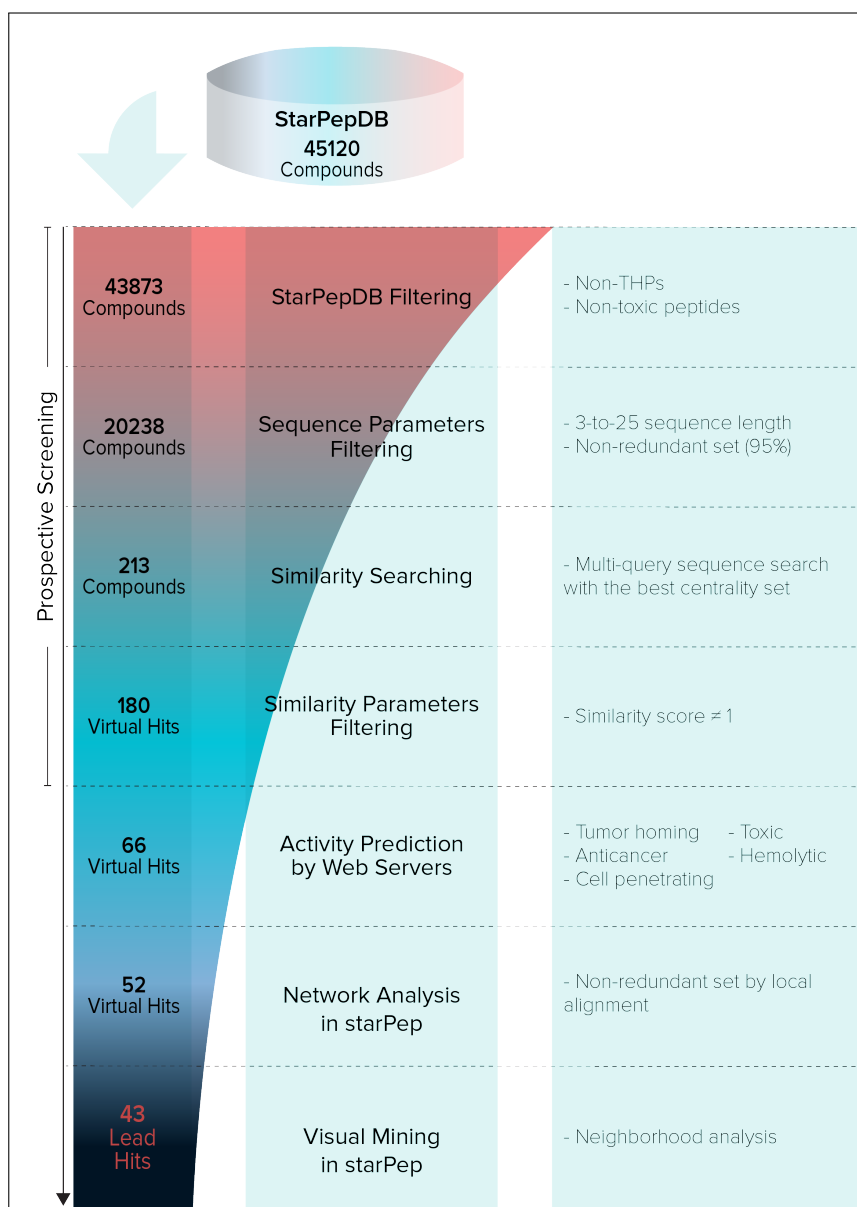 StarPepDB
45120
Compounds
Prospective Screening
43873
Compounds
StarPepDB Filtering
- Non-THPs
- Non-toxic peptides
20238
Compounds
Sequence Parameters
Filtering
- 3-to-25 sequence length
- Non-redundant set (95%)
213
Compounds
Similarity Searching
- Multi-query sequence search
with the best centrality set
180
Virtual Hits
Similarity Parameters
Filtering
- Similarity score ≠ 1
66
Virtual Hits
Activity Prediction
by Web Servers
- Tumor homing - Toxic
- Anticancer - Hemolytic
- Cell penetrating
52
Virtual Hits
Network Analysis
in starPep
- Non-redundant set by local
alignment
43
Lead
Hits
Visual Mining
in starPep
- Neighborhood analysis